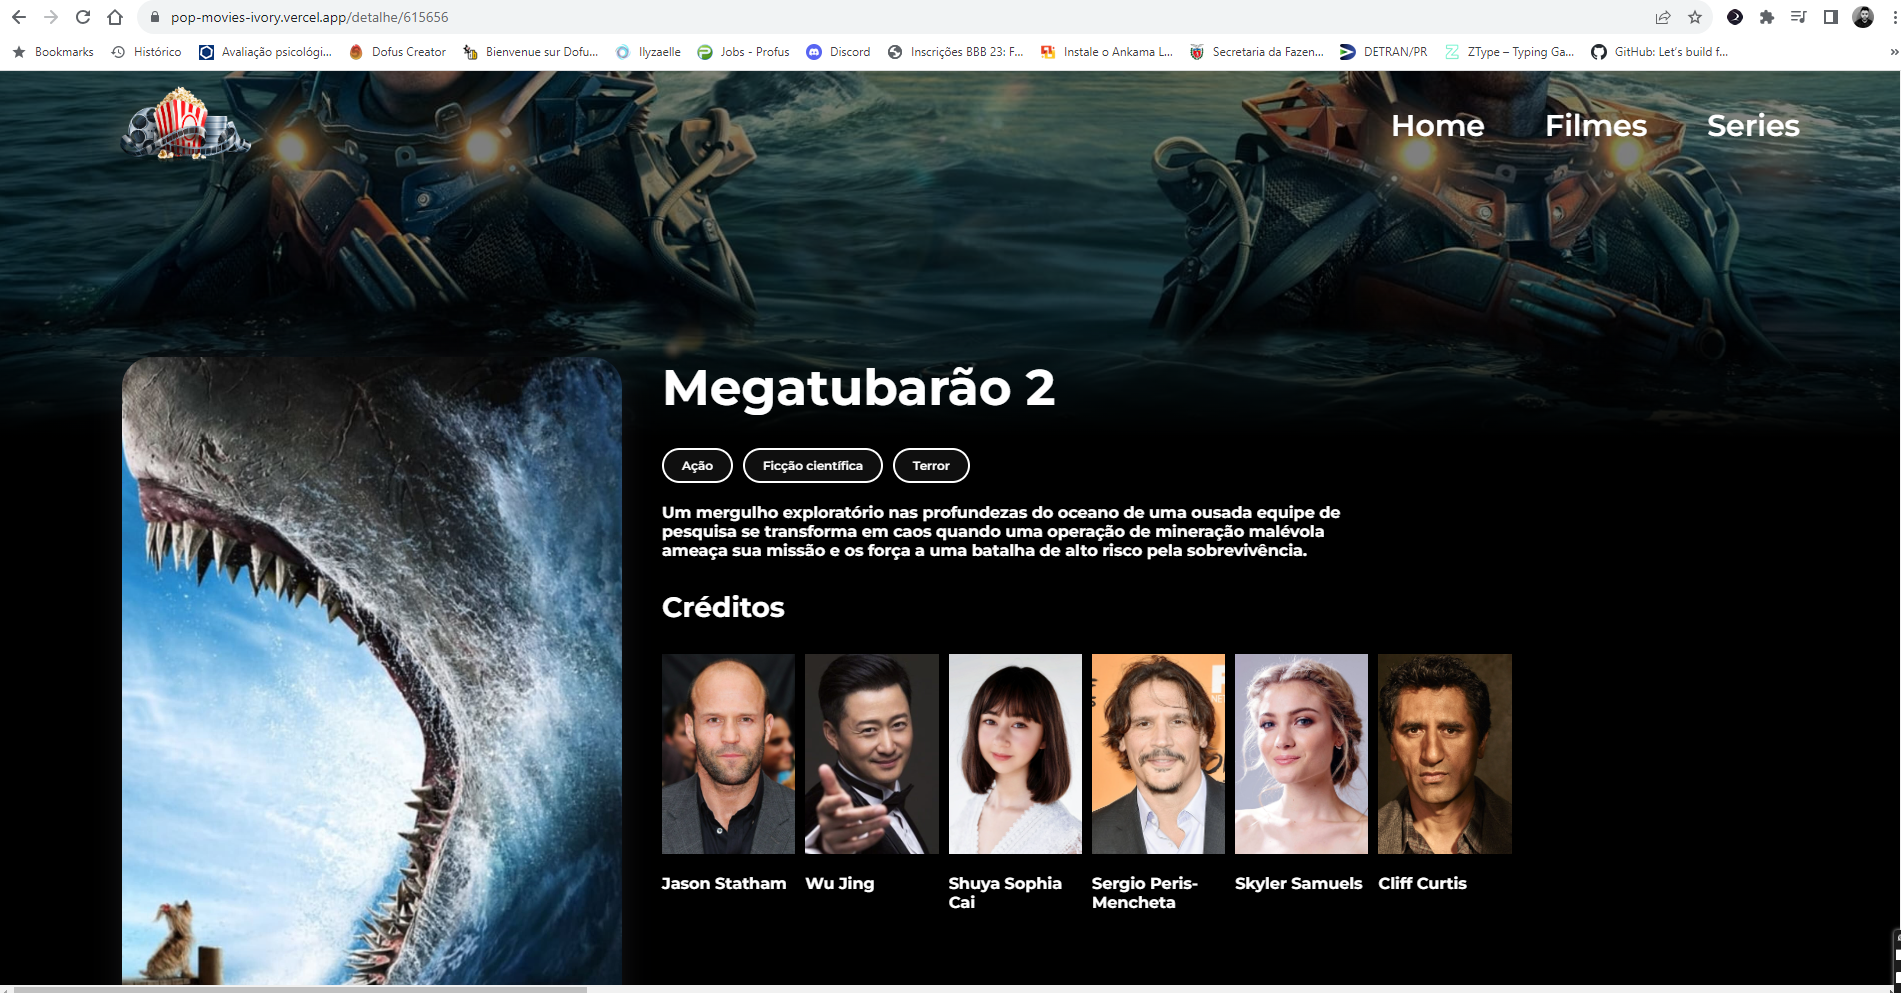 pop-movies-ivory.vercel.app/detalhe/615656
Bookmarks Histórico Avaliação psicológi... Dofus Creator Bienvenue sur Dofu... Ilyzaelle Jobs - Profus Discord Inscrições BBB 23: F... Instale o Ankama L... Secretaria da Fazen... DETRAN/PR ZType – Typing Ga... GitHub: Let's build f... »
Home Filmes Series
Megatubarão 2
Ação Ficção científica Terror
Um mergulho exploratório nas profundezas do oceano de uma ousada equipe de
pesquisa se transforma em caos quando uma operação de mineração malévola
ameaça sua missão e os força a uma batalha de alto risco pela sobrevivência.
Créditos
Jason Statham Wu Jing Shuya Sophia Sergio Peris- Skyler Samuels Cliff Curtis
Cai Mencheta